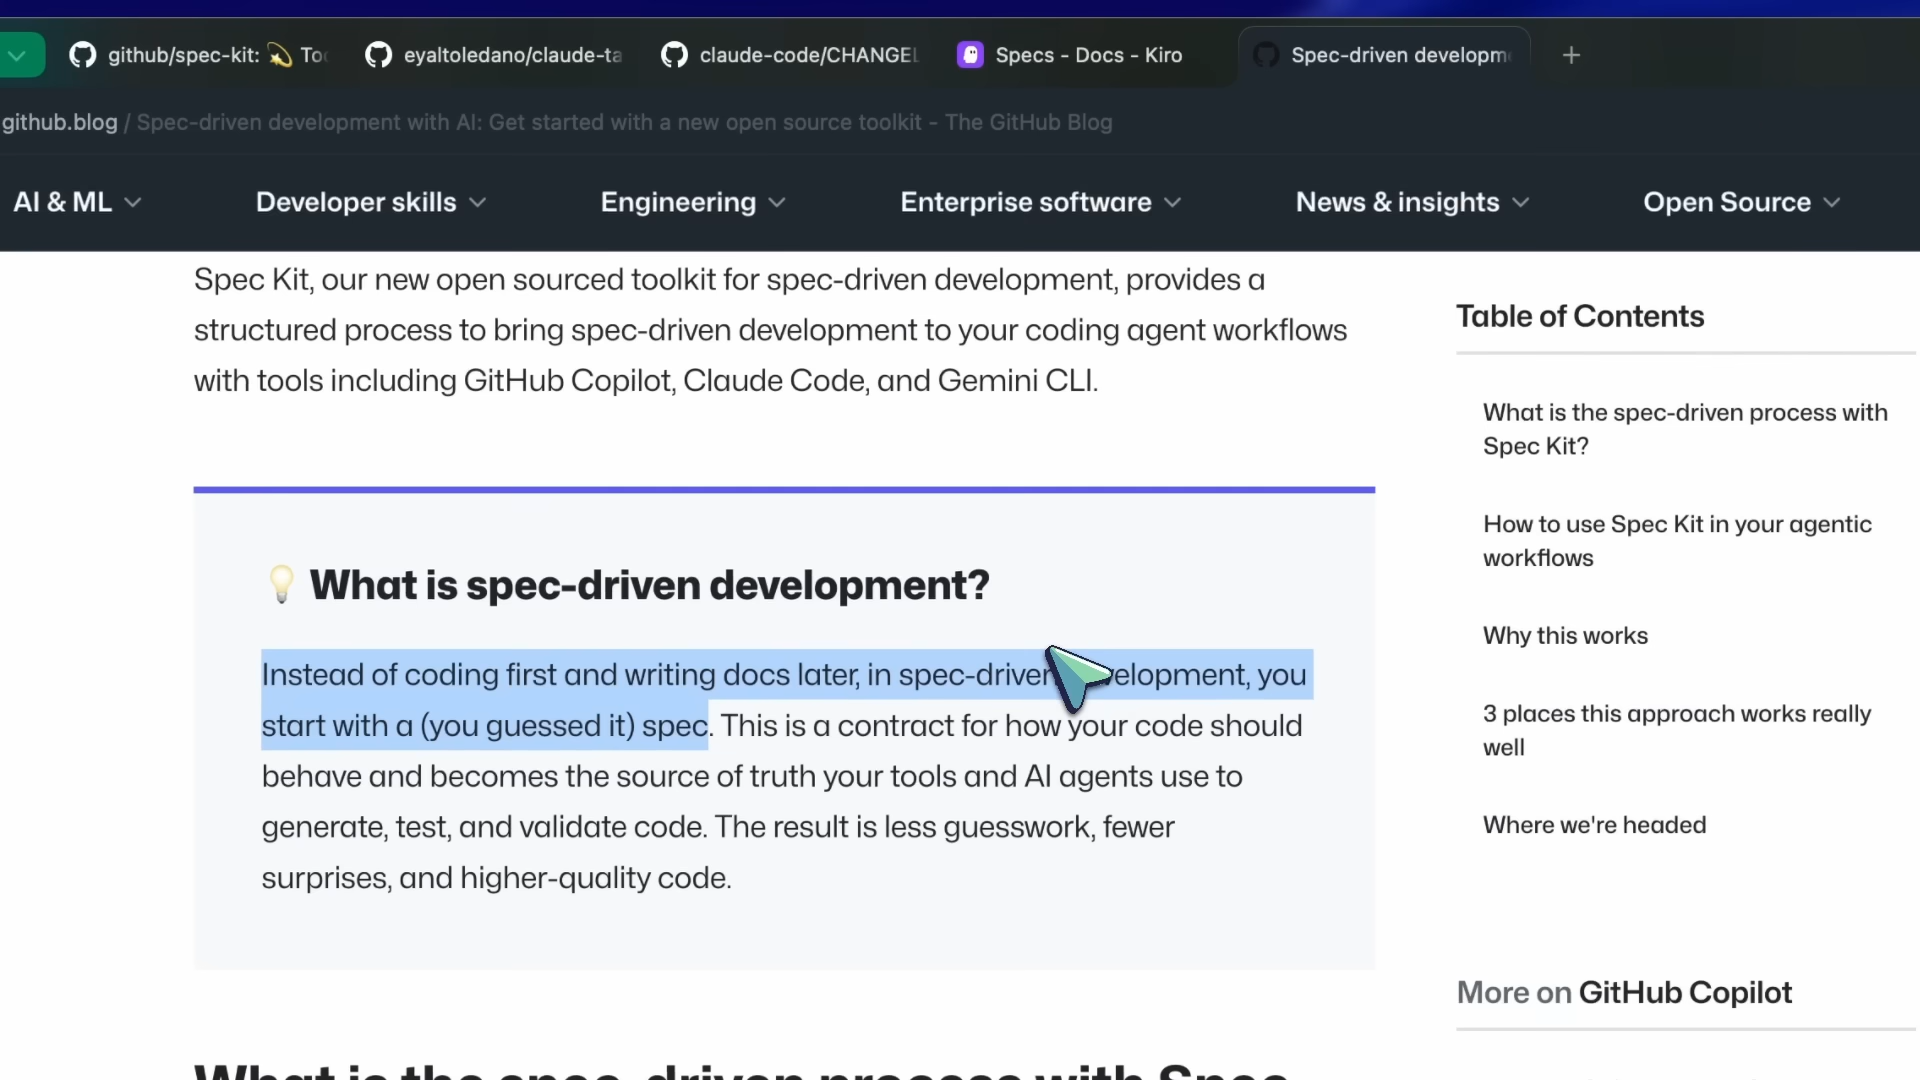 github/spec-kit: 💫 Too
eyaltoledano/claude-ta
claude-code/CHANGEL
Specs - Docs - Kiro
Spec-driven developm
github.blog / Spec-driven development with AI: Get started with a new open source toolkit - The GitHub Blog
AI & ML
Developer skills
Engineering
Enterprise software
News & insights
Open Source
Spec Kit, our new open sourced toolkit for spec-driven development, provides a
structured process to bring spec-driven development to your coding agent workflows
with tools including GitHub Copilot, Claude Code, and Gemini CLI.
💡 What is spec-driven development?
Instead of coding first and writing docs later, in spec-driven development, you
start with a (you guessed it) spec. This is a contract for how your code should
behave and becomes the source of truth your tools and AI agents use to
generate, test, and validate code. The result is less guesswork, fewer
surprises, and higher-quality code.
What is the spec-driven process with Spec
Table of Contents
What is the spec-driven process with
Spec Kit?
How to use Spec Kit in your agentic
workflows
Why this works
3 places this approach works really
well
Where we're headed
More on GitHub Copilot